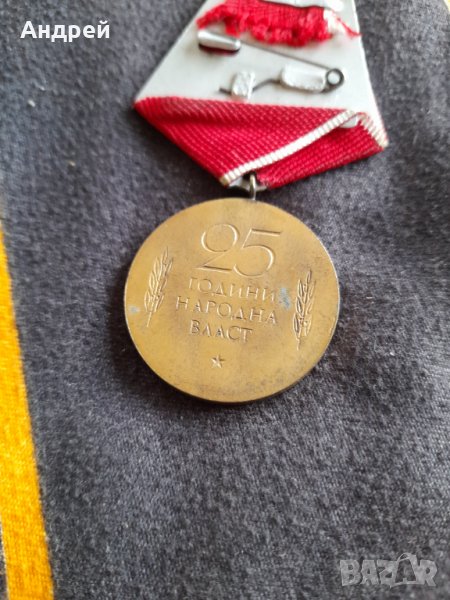 Андрей
25
ГОДИНИ
НАРОДНА
ВЛАСТ
BAZAR